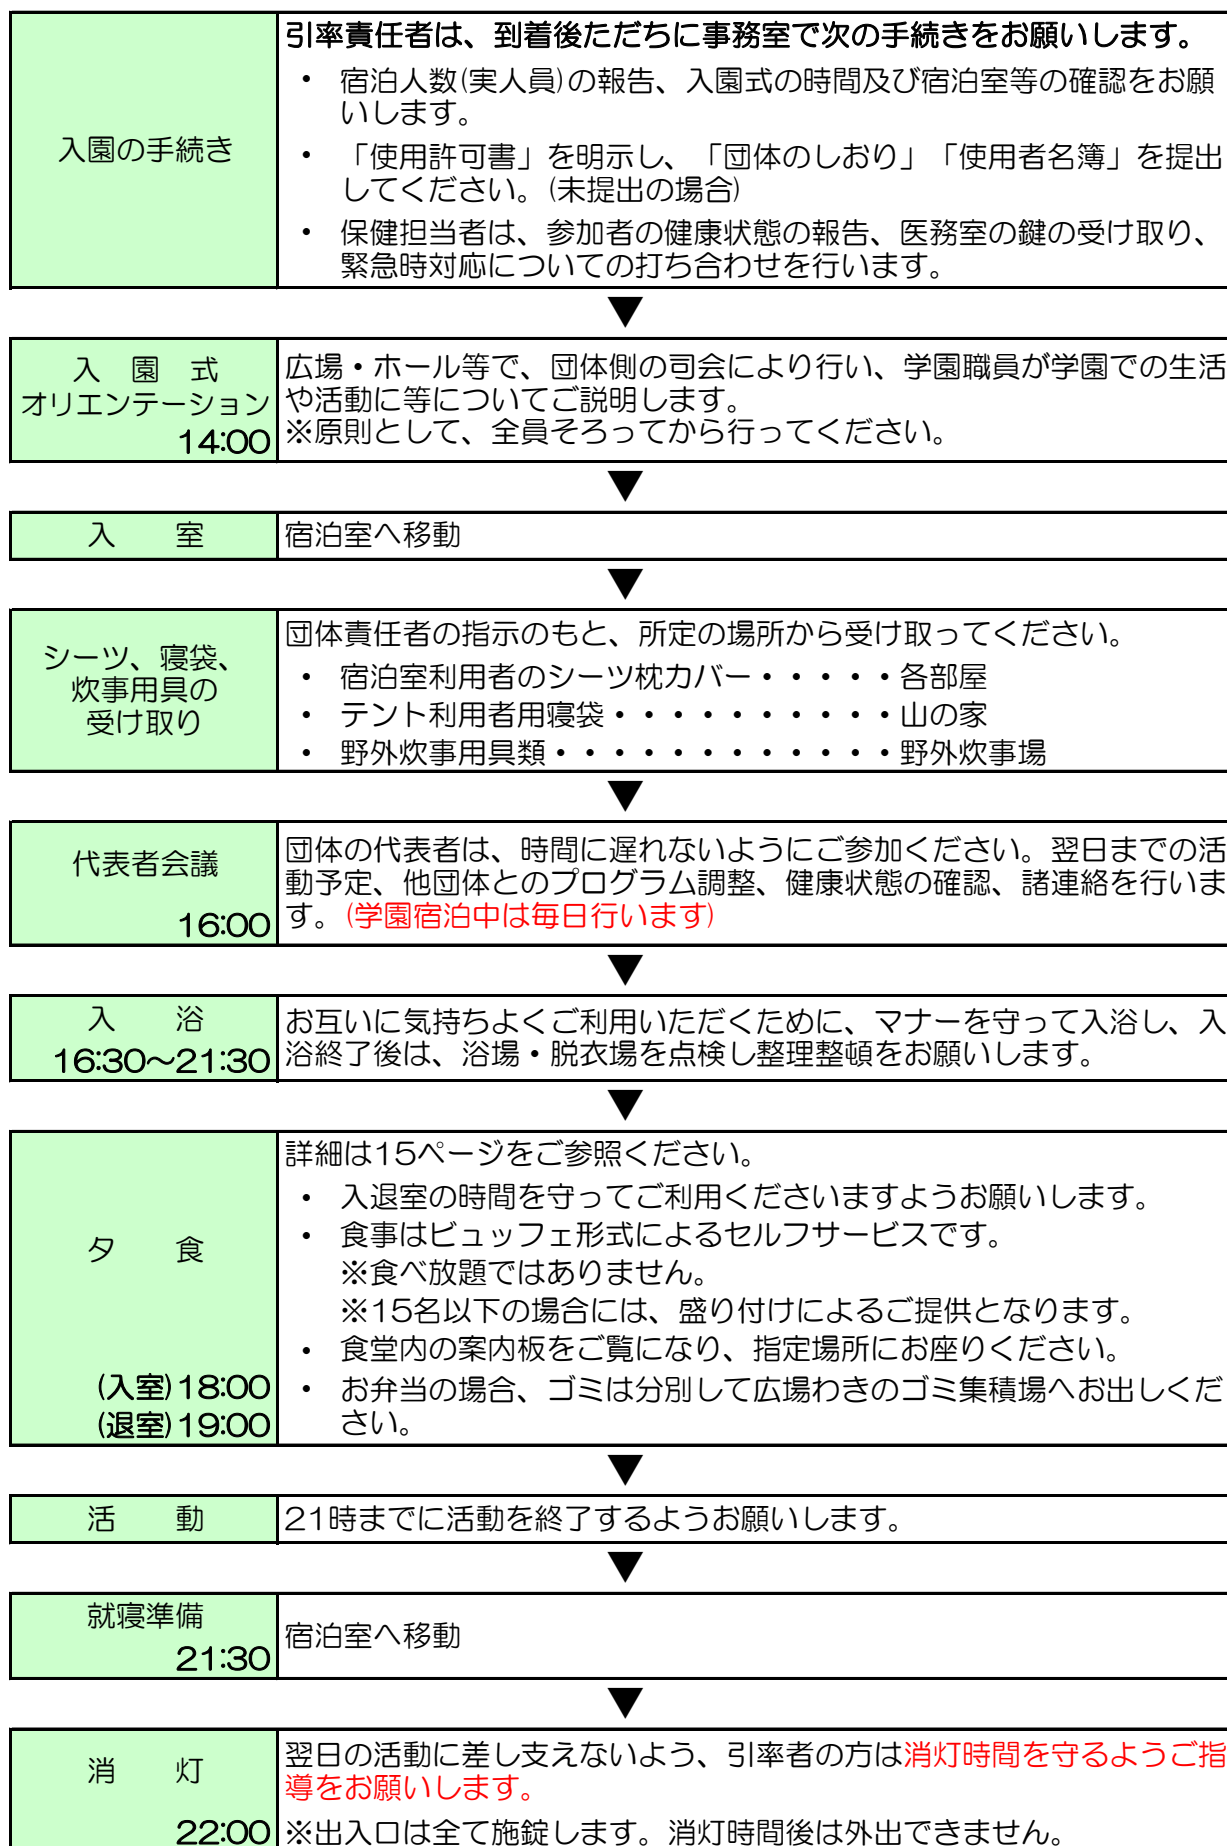 入園の手続き
引率責任者は、到着後ただちに事務室で次の手続きをお願いします。
・ 宿泊人数(実人員)の報告、入園式の時間及び宿泊室等の確認をお願
いします。
・ 「使用許可書」を明示し、「団体のしおり」「使用者名簿」を提出
してください。(未提出の場合)
・ 保健担当者は、参加者の健康状態の報告、医務室の鍵の受け取り、
緊急時対応についての打ち合わせを行います。
▼
入 園 式
オリエンテーション
14:00
広場・ホール等で、団体側の司会により行い、学園職員が学園での生活
や活動に等についてご説明します。
※原則として、全員そろってから行ってください。
▼
入 室
宿泊室へ移動
▼
シーツ、寝袋、
炊事用具の
受け取り
団体責任者の指示のもと、所定の場所から受け取ってください。
・ 宿泊室利用者のシーツ枕カバー・・・・・各部屋
・ テント利用者用寝袋・・・・・・・・・・山の家
・ 野外炊事用具類・・・・・・・・・・・・野外炊事場
▼
代表者会議
16:00
団体の代表者は、時間に遅れないようにご参加ください。翌日までの活
動予定、他団体とのプログラム調整、健康状態の確認、諸連絡を行いま
す。(学園宿泊中は毎日行います)
▼
入 浴
16:30～21:30
お互いに気持ちよくご利用いただくために、マナーを守って入浴し、入
浴終了後は、浴場・脱衣場を点検し整理整頓をお願いします。
▼
夕 食
(入室)18:00
(退室)19:00
詳細は15ページをご参照ください。
・ 入退室の時間を守ってご利用くださいますようお願いします。
・ 食事はビュッフェ形式によるセルフサービスです。
※食べ放題ではありません。
※15名以下の場合には、盛り付けによるご提供となります。
・ 食堂内の案内板をご覧になり、指定場所にお座りください。
・ お弁当の場合、ゴミは分別して広場わきのゴミ集積場へお出しくだ
さい。
▼
活 動
21時までに活動を終了するようお願いします。
▼
就寝準備
21:30
宿泊室へ移動
▼
消 灯
22:00
翌日の活動に差し支えないよう、引率者の方は消灯時間を守るようご指
導をお願いします。
※出入口は全て施錠します。消灯時間後は外出できません。